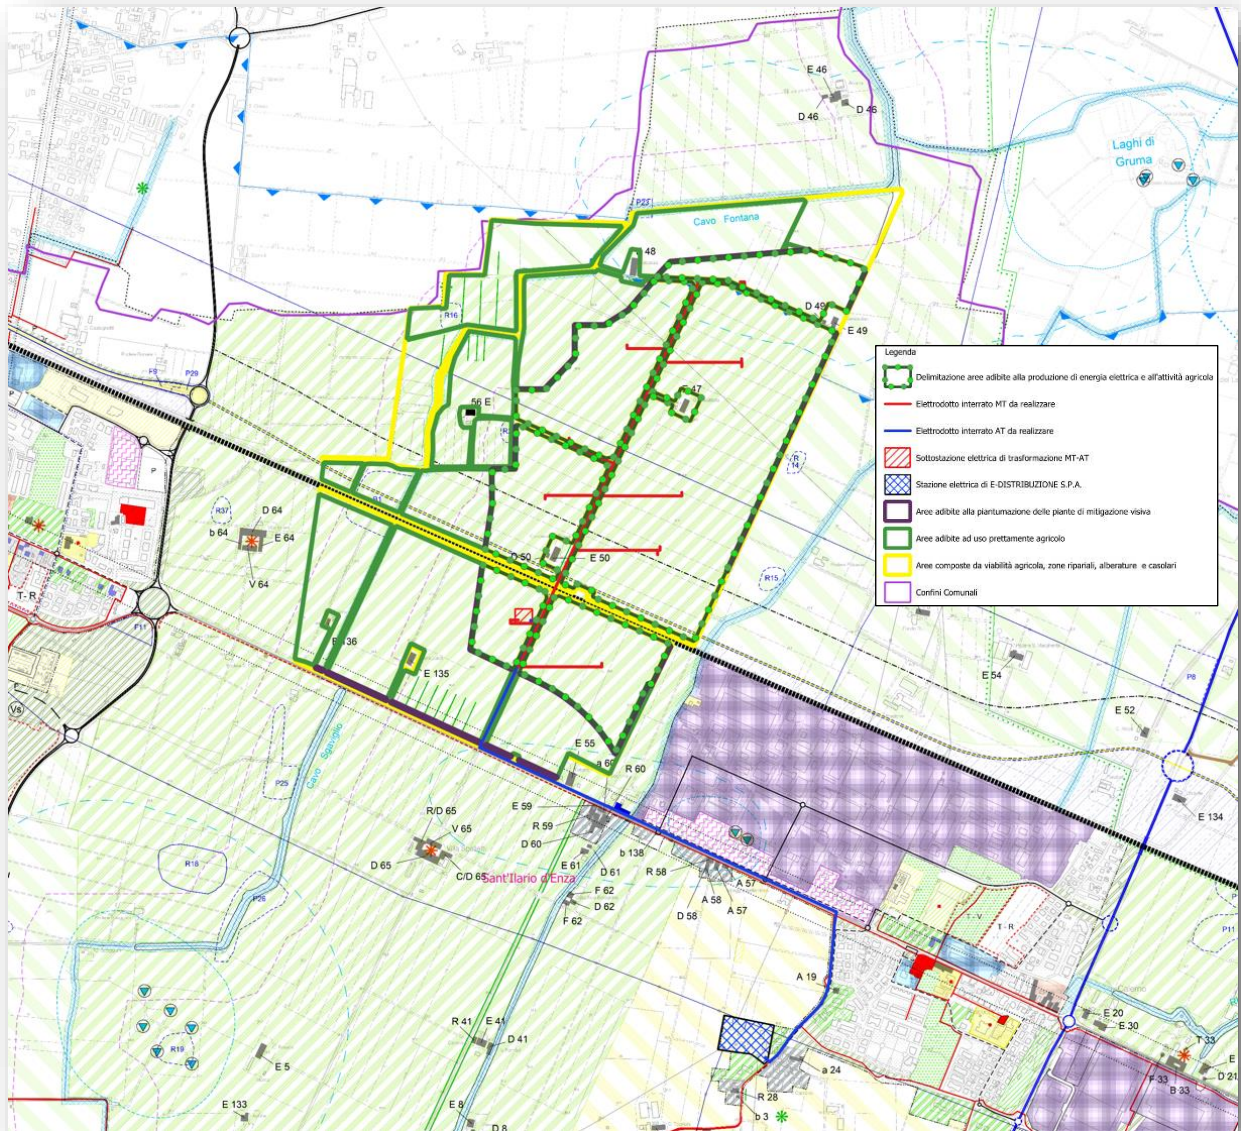 E 46
D 46
D 46
Laghi di
Gruma
P25
Cavo Fontana
48
D 49
E 49
R16
Legenda
Delimitazione aree adibite alla produzione di energia elettrica e all'attività agricola
Elettrodotto interrato MT da realizzare
Elettrodotto interrato AT da realizzare
Sottostazione elettrica di trasformazione MT-AT
Stazione elettrica di E-DISTRIBUZIONE S.P.A.
Aree adibite alla piantumazione delle piante di mitigazione visiva
Aree adibite ad uso prettamente agricolo
Aree composte da viabilità agricola, zone ripariali, alberature e casolari
Confini Comunali
P29
47
56 E
R
14
P
R37
D 64
b 64
E 64
V 64
E 50
R15
T-R
F11
E 135
E 54
P8
E 52
Vs
Cavo Sgaviglio
P25
E 55
R 60
E 59
R 59
D 60
E 134
R/D 65
V 65
D 65
C/D 65
Sant'Ilario d'Enza
b 138
E 61
D 61
R 58
A 57
A 58
A 57
D 58
F 62
D 62
F 62
R18
P26
T-V
T-R
P11
A 19
E 20
E 30
R 41
E 41
D 41
R19
E 5
T 33
E
D 21
F 33
B 33
a 24
R 28
b 3
E 133
E 8
D 8